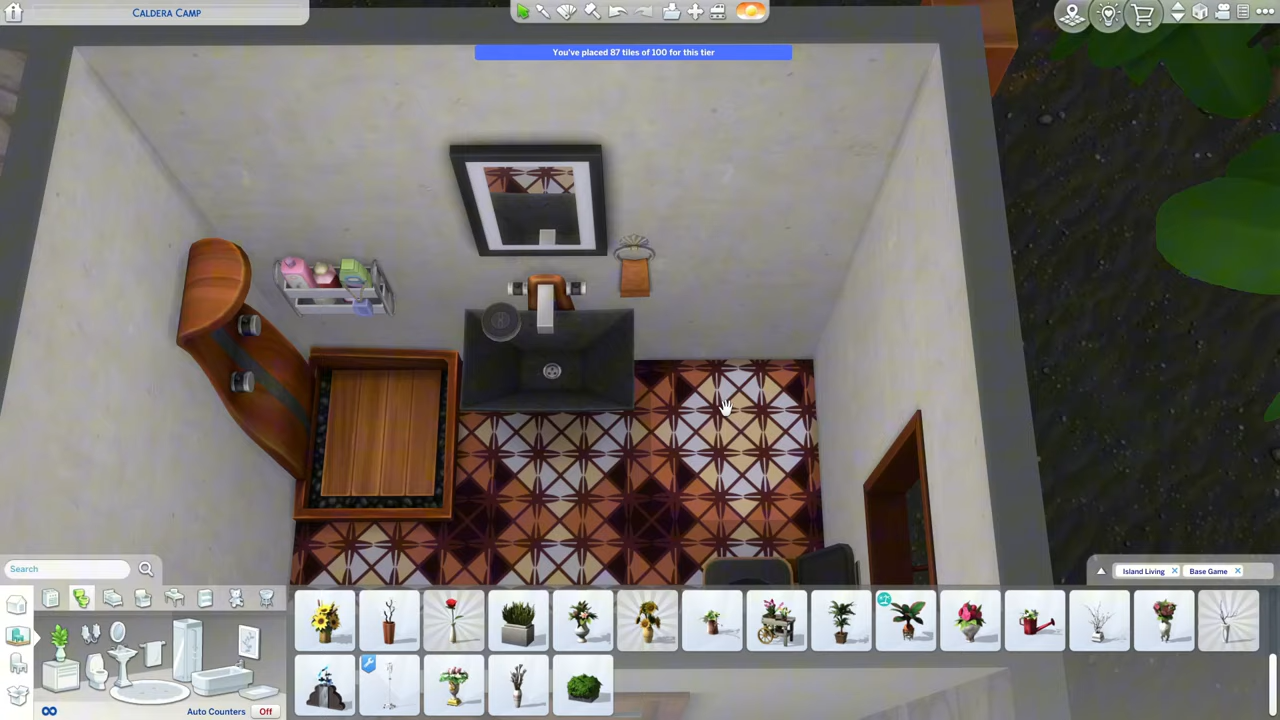 CALDERA CAMP
You've placed 87 tiles of 100 for this tier
Search
Island Living
Base Game
Auto Counters
Off